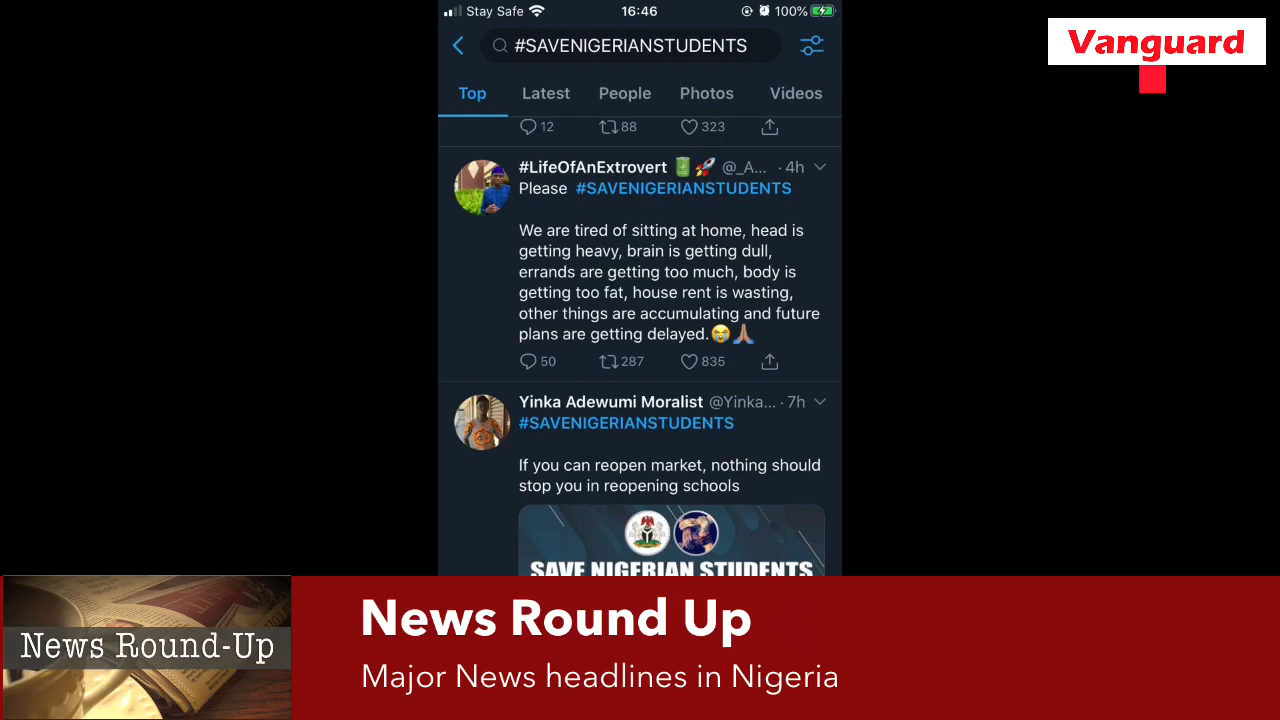 Stay Safe
16:46
100%
Vanguard
#SAVENIGERIANSTUDENTS
Top
Latest
People
Photos
Videos
12
88
323
#LifeOfAnExtrovert @_A... · 4h
Please #SAVENIGERIANSTUDENTS
We are tired of sitting at home, head is
getting heavy, brain is getting dull,
errands are getting too much, body is
getting too fat, house rent is wasting,
other things are accumulating and future
plans are getting delayed.😭🙏🏽
50
287
835
Yinka Adewumi Moralist @Yinka... · 7h
#SAVENIGERIANSTUDENTS
If you can reopen market, nothing should
stop you in reopening schools
SAVE NIGERIAN STUDENTS
News Round-Up
News Round Up
Major News headlines in Nigeria